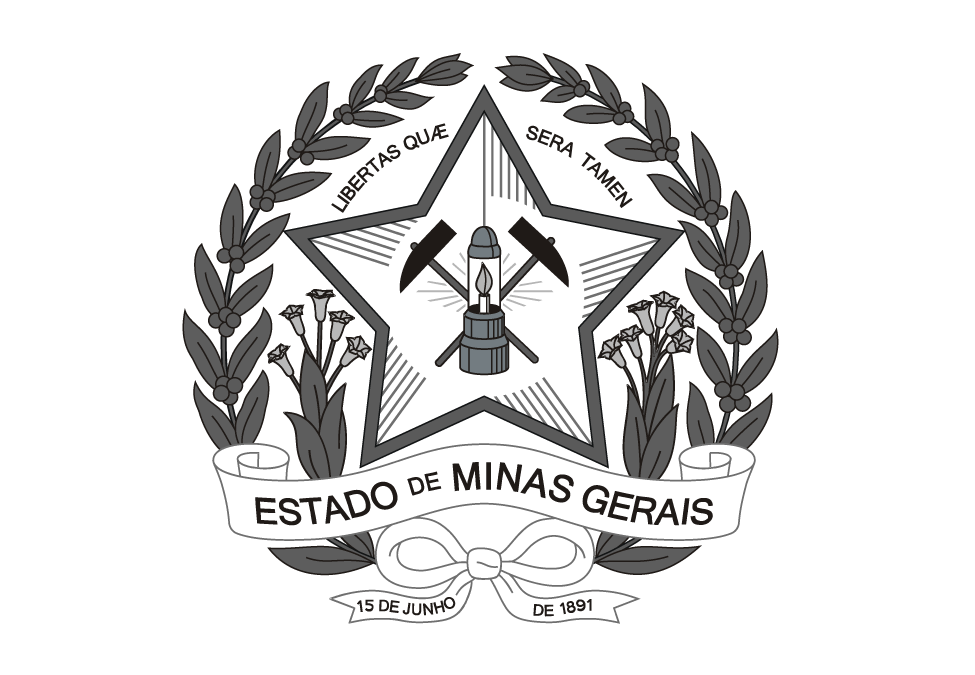 LIBERTAS QUÆ SERA TAMEN
ESTADO DE MINAS GERAIS
15 DE JUNHO DE 1891